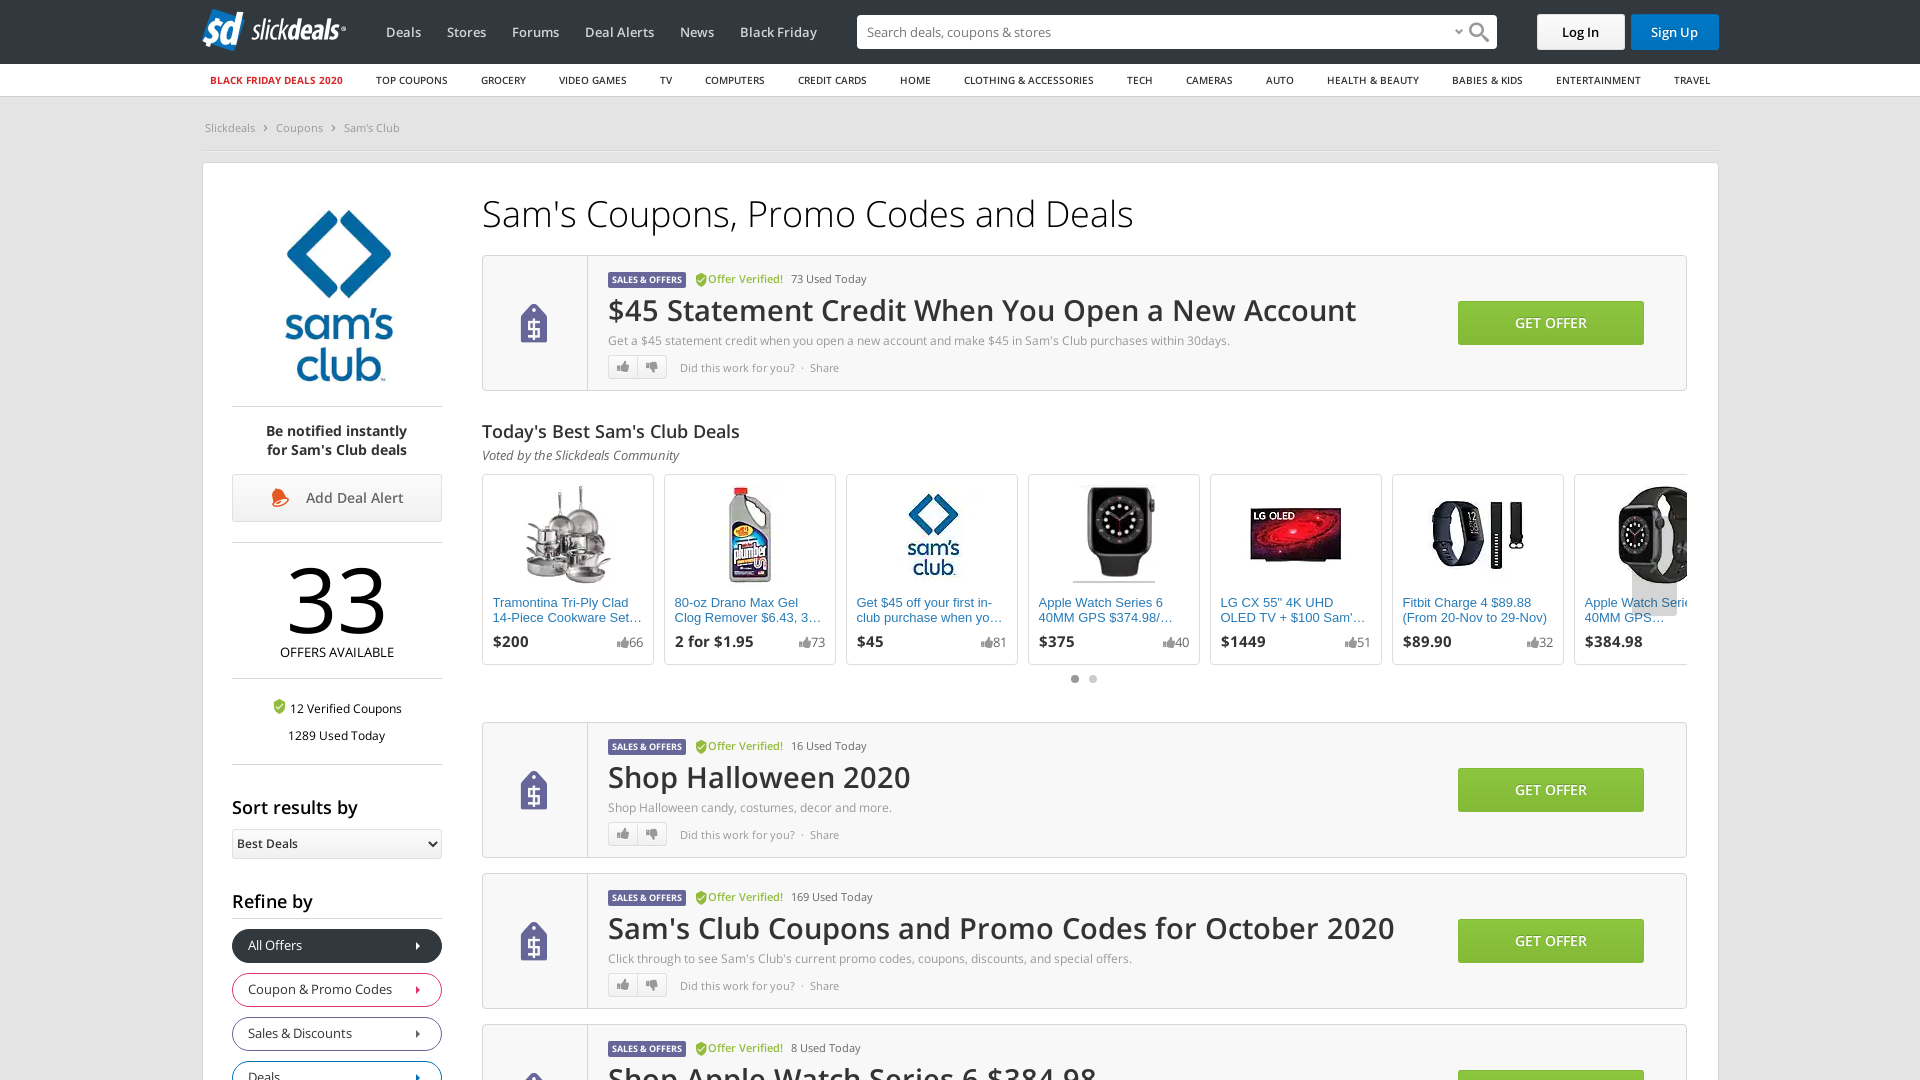 sd slickdeals
Deals
Stores
Forums
Deal Alerts
News
Black Friday
Search deals, coupons & stores
Log In
Sign Up
BLACK FRIDAY DEALS 2020
TOP COUPONS
GROCERY
VIDEO GAMES
TV
COMPUTERS
CREDIT CARDS
HOME
CLOTHING & ACCESSORIES
TECH
CAMERAS
AUTO
HEALTH & BEAUTY
BABIES & KIDS
ENTERTAINMENT
TRAVEL
Slickdeals > Coupons > Sam's Club
sam's
club™
Be notified instantly
for Sam's Club deals
Add Deal Alert
33
OFFERS AVAILABLE
12 Verified Coupons
1289 Used Today
Sort results by
Best Deals
Refine by
All Offers
Coupon & Promo Codes
Sales & Discounts
Deals
Sam's Coupons, Promo Codes and Deals
SALES & OFFERS Offer Verified! 73 Used Today
$45 Statement Credit When You Open a New Account
Get a $45 statement credit when you open a new account and make $45 in Sam's Club purchases within 30days.
Did this work for you? · Share
GET OFFER
Today's Best Sam's Club Deals
Voted by the Slickdeals Community
Tramontina Tri-Ply Clad
14-Piece Cookware Set…
$200 66
80-oz Drano Max Gel
Clog Remover $6.43, 3…
2 for $1.95 73
sam's
club
Get $45 off your first in-
club purchase when yo…
$45 81
Apple Watch Series 6
40MM GPS $374.98/…
$375 40
LG OLED
LG CX 55" 4K UHD
OLED TV + $100 Sam'…
$1449 51
Fitbit Charge 4 $89.88
(From 20-Nov to 29-Nov)
$89.90 32
Apple Watch Serie
40MM GPS…
$384.98
SALES & OFFERS Offer Verified! 16 Used Today
Shop Halloween 2020
Shop Halloween candy, costumes, decor and more.
Did this work for you? · Share
GET OFFER
SALES & OFFERS Offer Verified! 169 Used Today
Sam's Club Coupons and Promo Codes for October 2020
Click through to see Sam's Club's current promo codes, coupons, discounts, and special offers.
Did this work for you? · Share
GET OFFER
SALES & OFFERS Offer Verified! 8 Used Today
Shop Apple Watch Series 6 $384.98